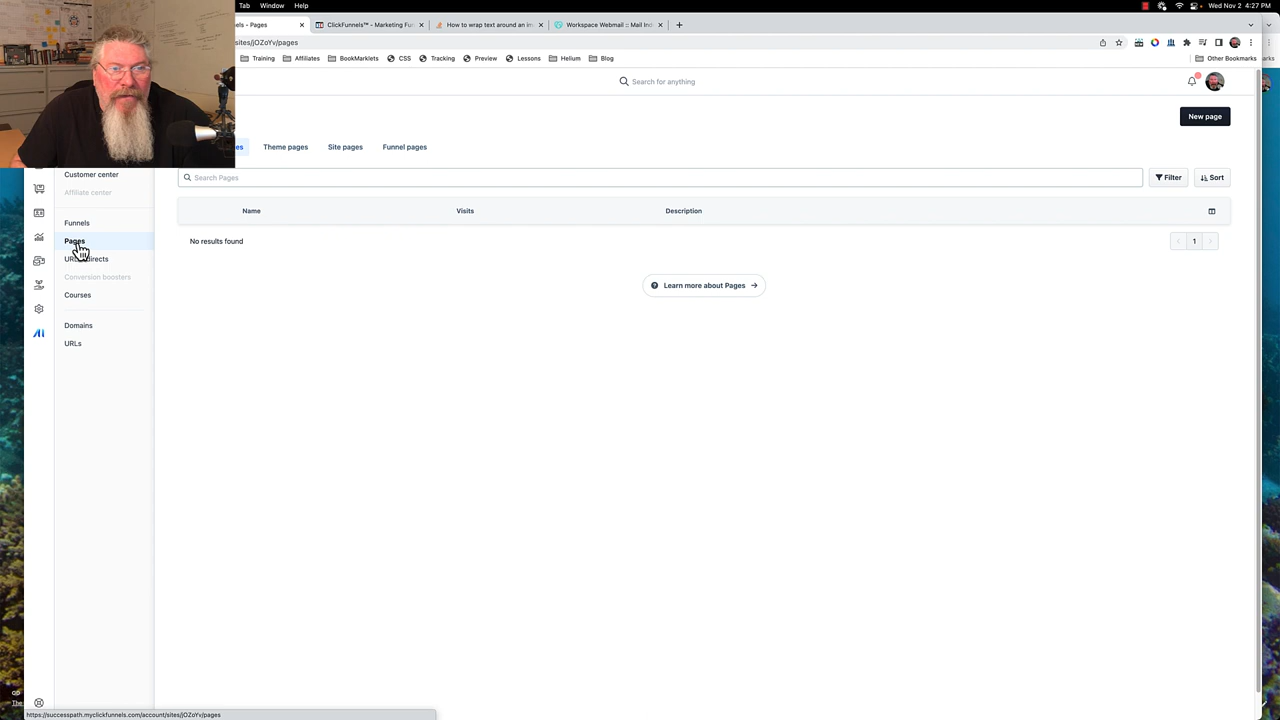 Tab Window Help
Wed Nov 2 4:27 PM
nels - Pages
ClickFunnels™ - Marketing Fun
How to wrap text around an im
Workspace Webmail :: Mail Ind
sites/jOZoYv/pages
Training
Affiliates
BookMarklets
CSS
Tracking
Preview
Lessons
Helium
Blog
Other Bookmarks
Search for anything
New page
Theme pages
Site pages
Funnel pages
Customer center
Affiliate center
Search Pages
Filter
Sort
Name
Visits
Description
Funnels
Pages
No results found
1
URL redirects
Conversion boosters
Learn more about Pages
Courses
Domains
URLs
https://successpath.myclickfunnels.com/account/sites/jOZoYv/pages